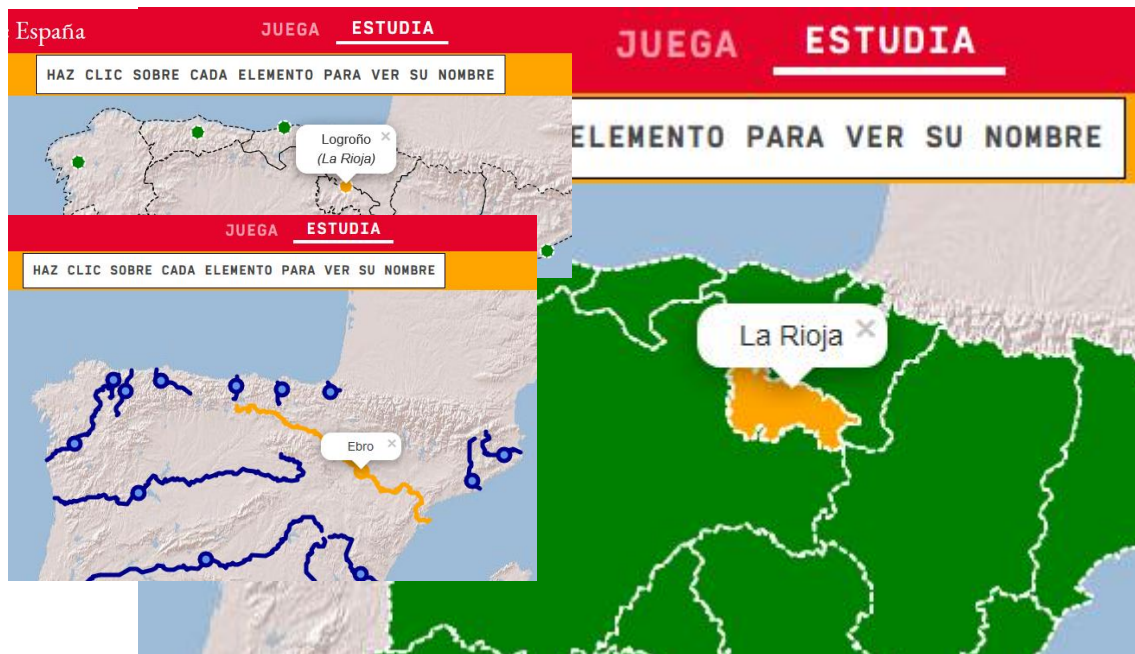 España
JUEGA ESTUDIA
HAZ CLIC SOBRE CADA ELEMENTO PARA VER SU NOMBRE
Logroño ×
(La Rioja)
JUEGA ESTUDIA
HAZ CLIC SOBRE CADA ELEMENTO PARA VER SU NOMBRE
Ebro ×
JUEGA ESTUDIA
ELEMENTO PARA VER SU NOMBRE
La Rioja ×